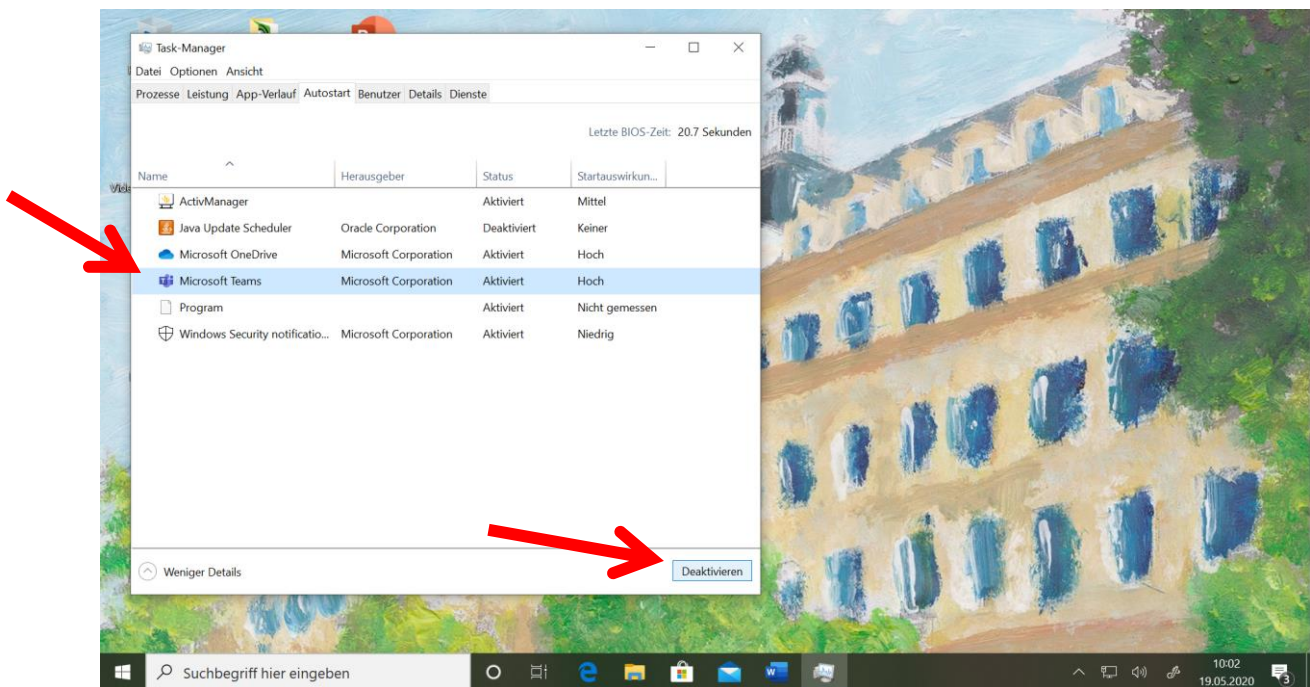 Task-Manager
Datei Optionen Ansicht
Prozesse Leistung App-Verlauf Autostart Benutzer Details Dienste
Letzte BIOS-Zeit: 20.7 Sekunden
Name Herausgeber Status Startauswirkun...
ActivManager Aktiviert Mittel
Java Update Scheduler Oracle Corporation Deaktiviert Keiner
Microsoft OneDrive Microsoft Corporation Aktiviert Hoch
Microsoft Teams Microsoft Corporation Aktiviert Hoch
Program Aktiviert Nicht gemessen
Windows Security notificatio... Microsoft Corporation Aktiviert Niedrig
Weniger Details Deaktivieren
Suchbegriff hier eingeben
10:02
19.05.2020
3